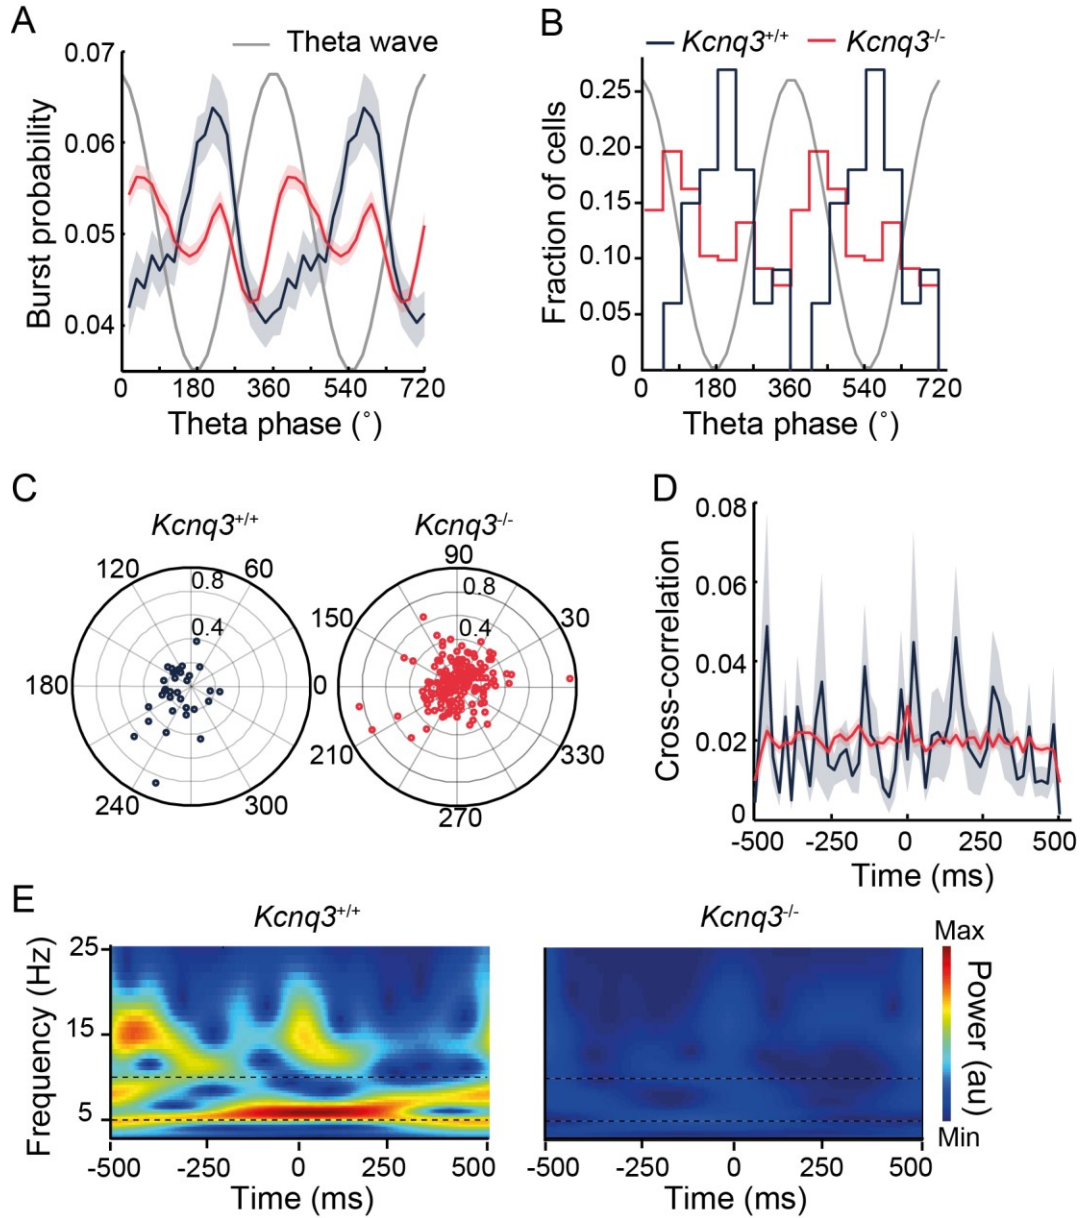 A
Theta wave
0.07
0.06
0.05
0.04
Burst probability
0 180 360 540 720
Theta phase (°)
B
Kcnq3+/+ Kcnq3-/-
0.25
0.20
0.15
0.10
0.05
0
Fraction of cells
0 180 360 540 720
Theta phase (°)
C
Kcnq3+/+
120 60
0.8
0.4
180 0
240 300
Kcnq3-/-
90
150 30
0.8
0.4
210 330
270
D
0.08
0.06
0.04
0.02
0
Cross-correlation
-500 -250 0 250 500
Time (ms)
E
Kcnq3+/+
25
15
5
Frequency (Hz)
-500 -250 0 250 500
Time (ms)
Kcnq3-/-
-500 -250 0 250 500
Time (ms)
Max
Power (au)
Min